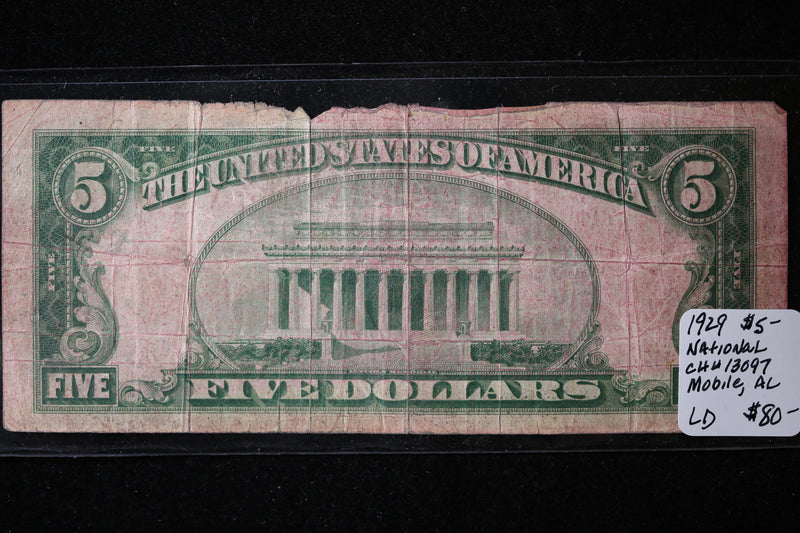 FIVE FIVE
5 THE UNITED STATES OF AMERICA 5
FIVE FIVE
FIVE FIVE DOLLARS
1929 $5-
NATIONAL
CH# 13097
Mobile, AL
LD $80-